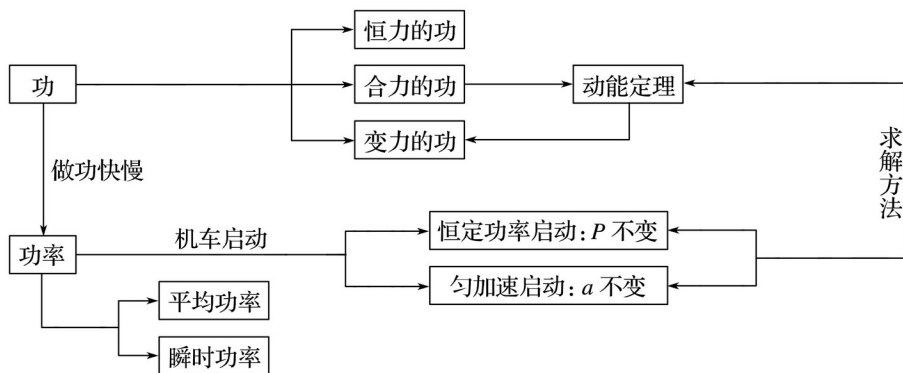 恒力的功
功
合力的功
动能定理
变力的功
做功快慢
求解方法
功率
机车启动
恒定功率启动：P 不变
匀加速启动：a 不变
平均功率
瞬时功率